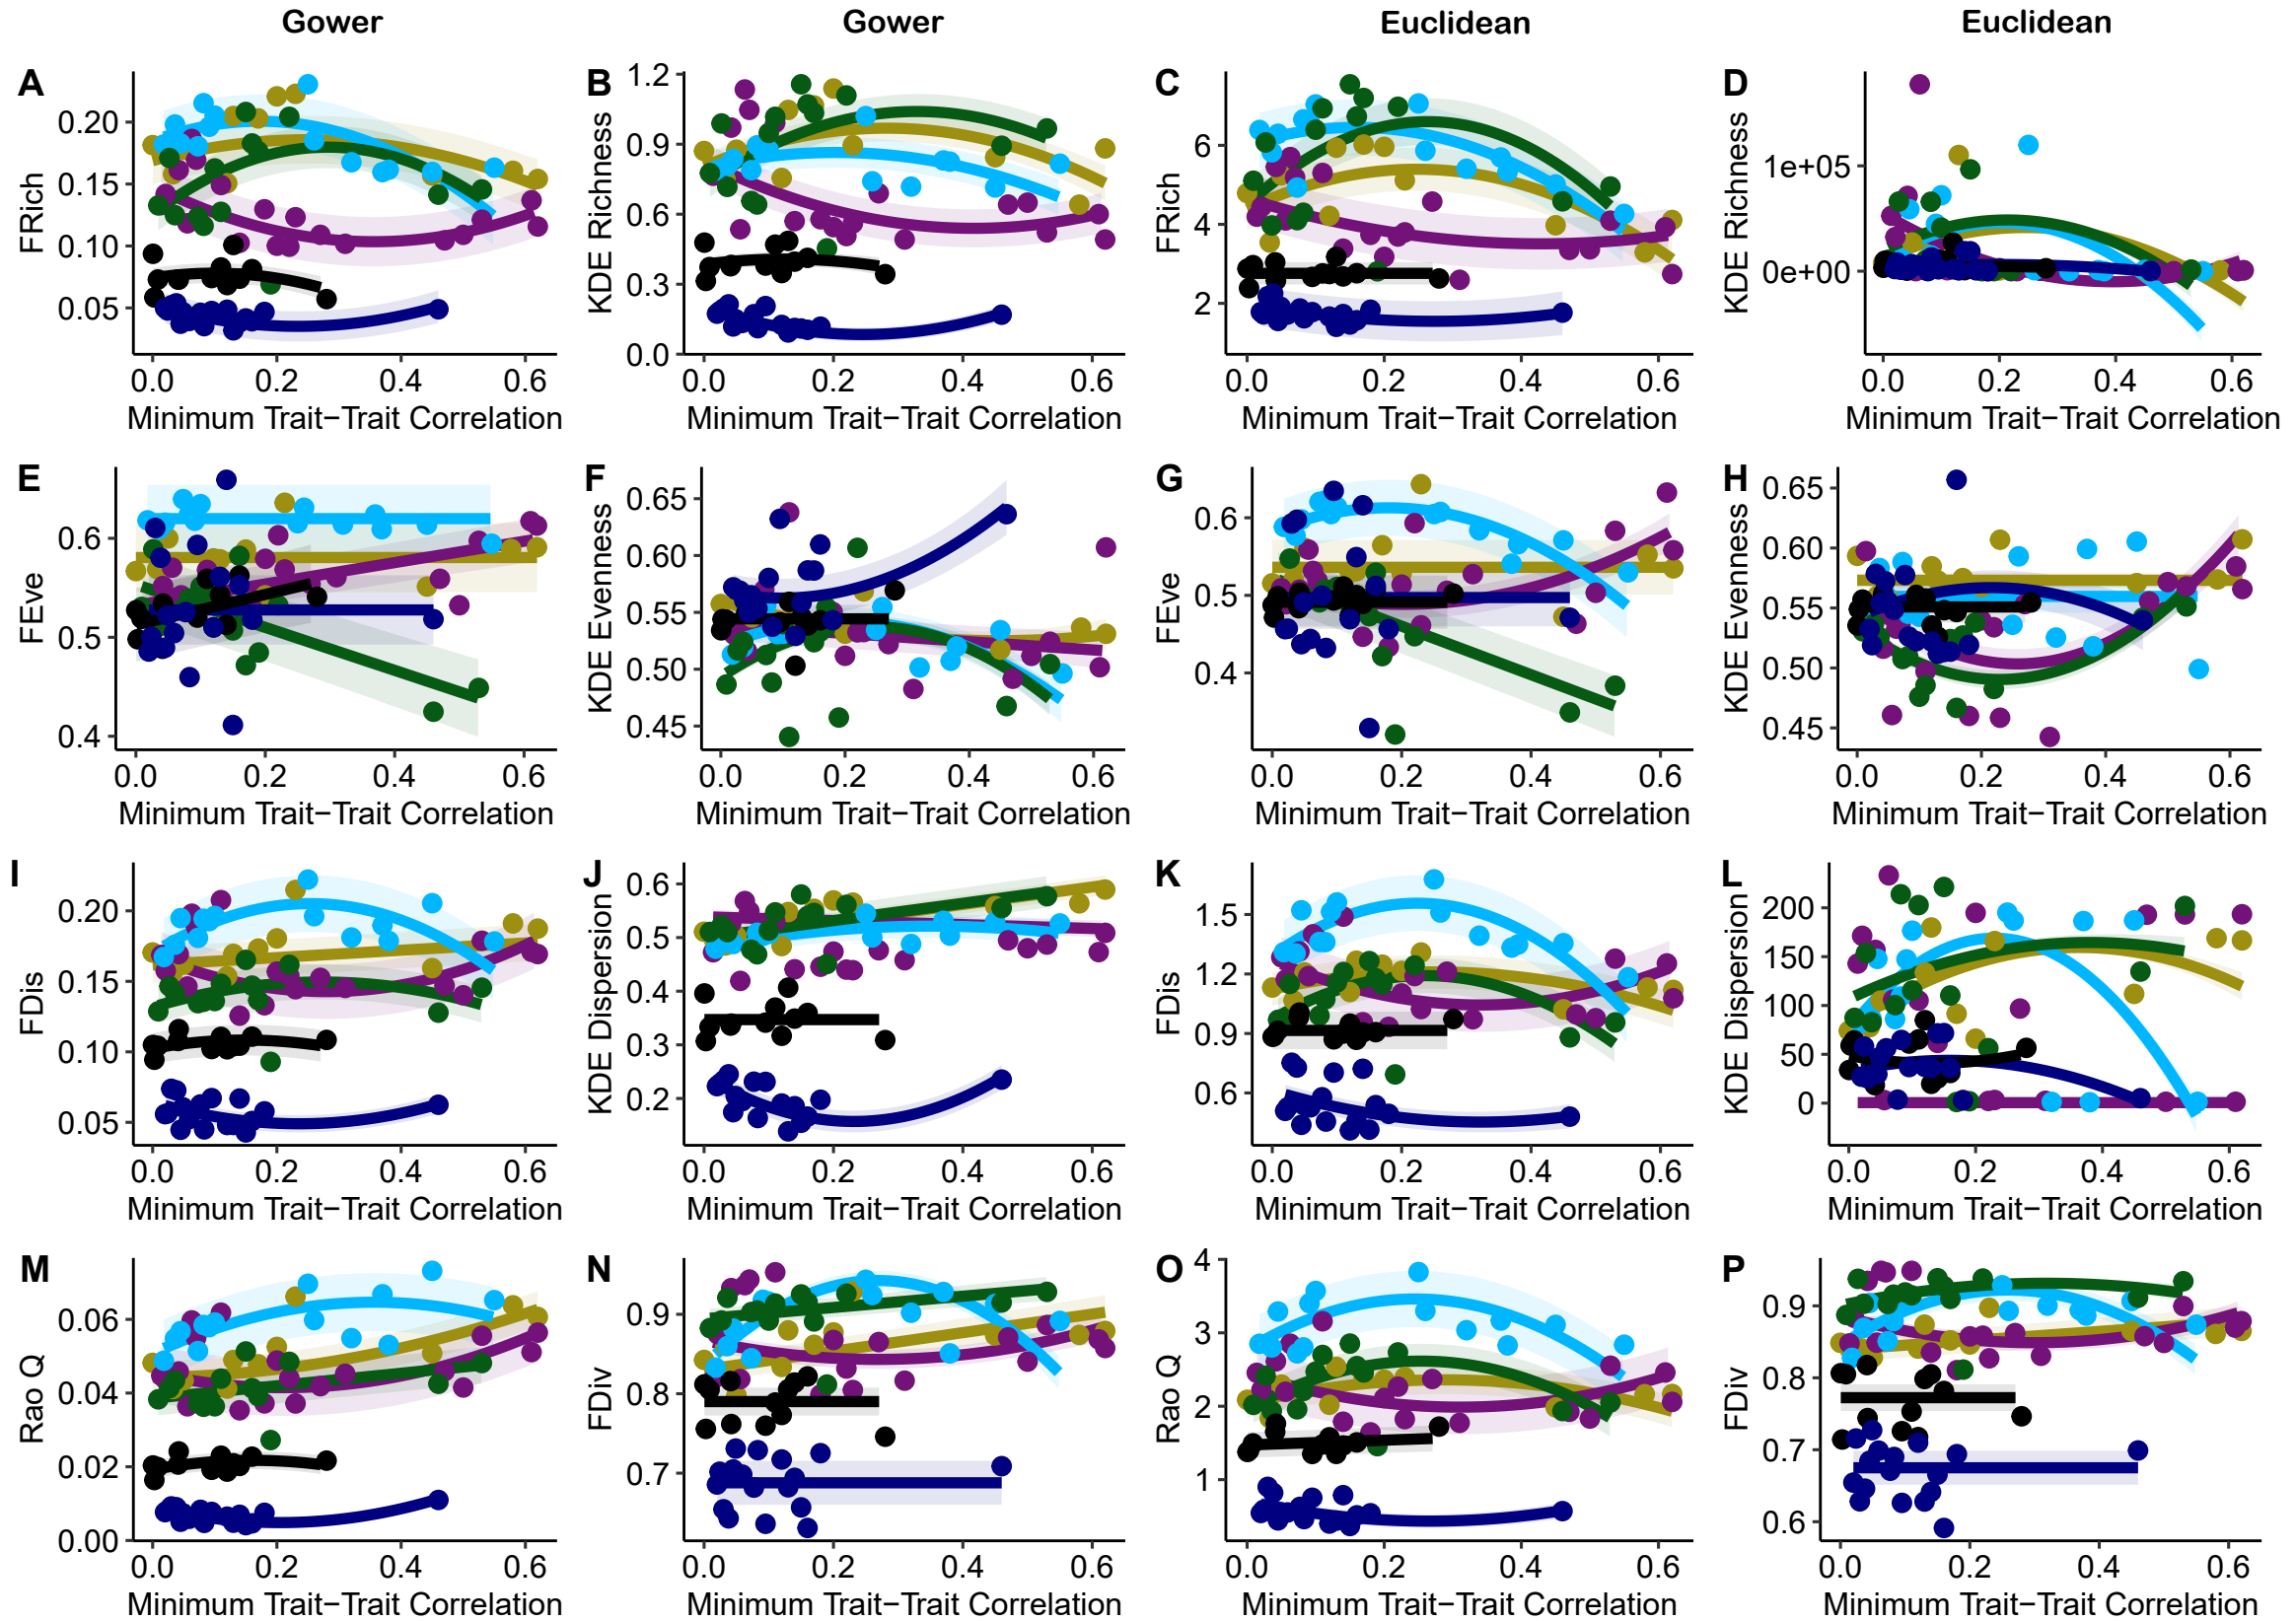 Gower Gower Euclidean Euclidean
A B C D
FRich KDE Richness FRich KDE Richness
0.20 0.15 0.10 0.05
1.2 0.9 0.6 0.3 0.0
6 4 2
1e+05 0e+00
0.0 0.2 0.4 0.6 0.0 0.2 0.4 0.6 0.0 0.2 0.4 0.6 0.0 0.2 0.4 0.6
Minimum Trait−Trait Correlation Minimum Trait−Trait Correlation Minimum Trait−Trait Correlation Minimum Trait−Trait Correlation
E F G H
FEve KDE Evenness FEve KDE Evenness
0.6 0.5 0.4
0.65 0.60 0.55 0.50 0.45
0.6 0.5 0.4
0.65 0.60 0.55 0.50 0.45
0.0 0.2 0.4 0.6 0.0 0.2 0.4 0.6 0.0 0.2 0.4 0.6 0.0 0.2 0.4 0.6
Minimum Trait−Trait Correlation Minimum Trait−Trait Correlation Minimum Trait−Trait Correlation Minimum Trait−Trait Correlation
I J K L
FDis KDE Dispersion FDis KDE Dispersion
0.20 0.15 0.10 0.05
0.6 0.5 0.4 0.3 0.2
1.5 1.2 0.9 0.6
200 150 100 50 0
0.0 0.2 0.4 0.6 0.0 0.2 0.4 0.6 0.0 0.2 0.4 0.6 0.0 0.2 0.4 0.6
Minimum Trait−Trait Correlation Minimum Trait−Trait Correlation Minimum Trait−Trait Correlation Minimum Trait−Trait Correlation
M N O P
Rao Q FDiv Rao Q FDiv
0.06 0.04 0.02 0.00
0.9 0.8 0.7
4 3 2 1
0.9 0.8 0.7 0.6
0.0 0.2 0.4 0.6 0.0 0.2 0.4 0.6 0.0 0.2 0.4 0.6 0.0 0.2 0.4 0.6
Minimum Trait−Trait Correlation Minimum Trait−Trait Correlation Minimum Trait−Trait Correlation Minimum Trait−Trait Correlation